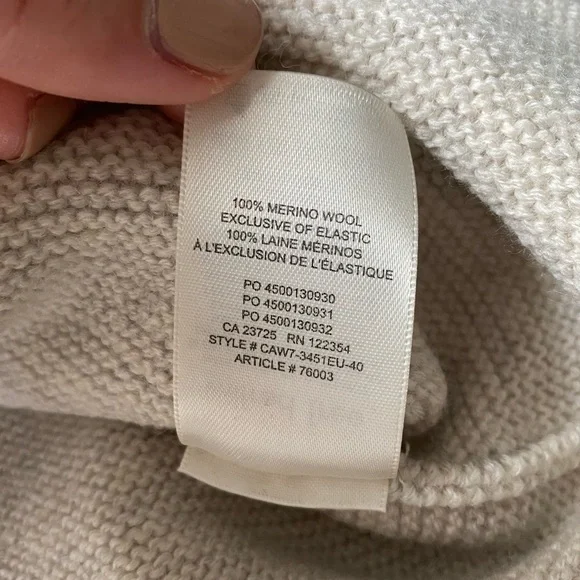 100% MERINO WOOL
EXCLUSIVE OF ELASTIC
100% LAINE MÉRINOS
À L'EXCLUSION DE L'ÉLASTIQUE
PO 4500130930
PO 4500130931
PO 4500130932
CA 23725 RN 122354
STYLE # CAW7-3451EU-40
ARTICLE # 76003